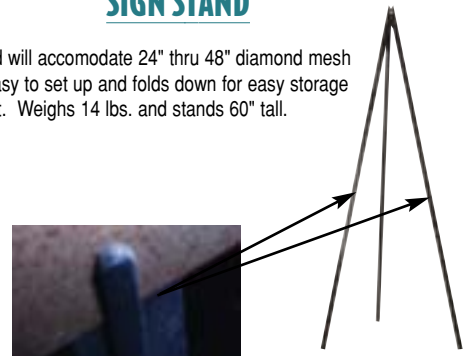 SIGN STAND
d will accomodate 24" thru 48" diamond mesh
asy to set up and folds down for easy storage
t. Weighs 14 lbs. and stands 60" tall.